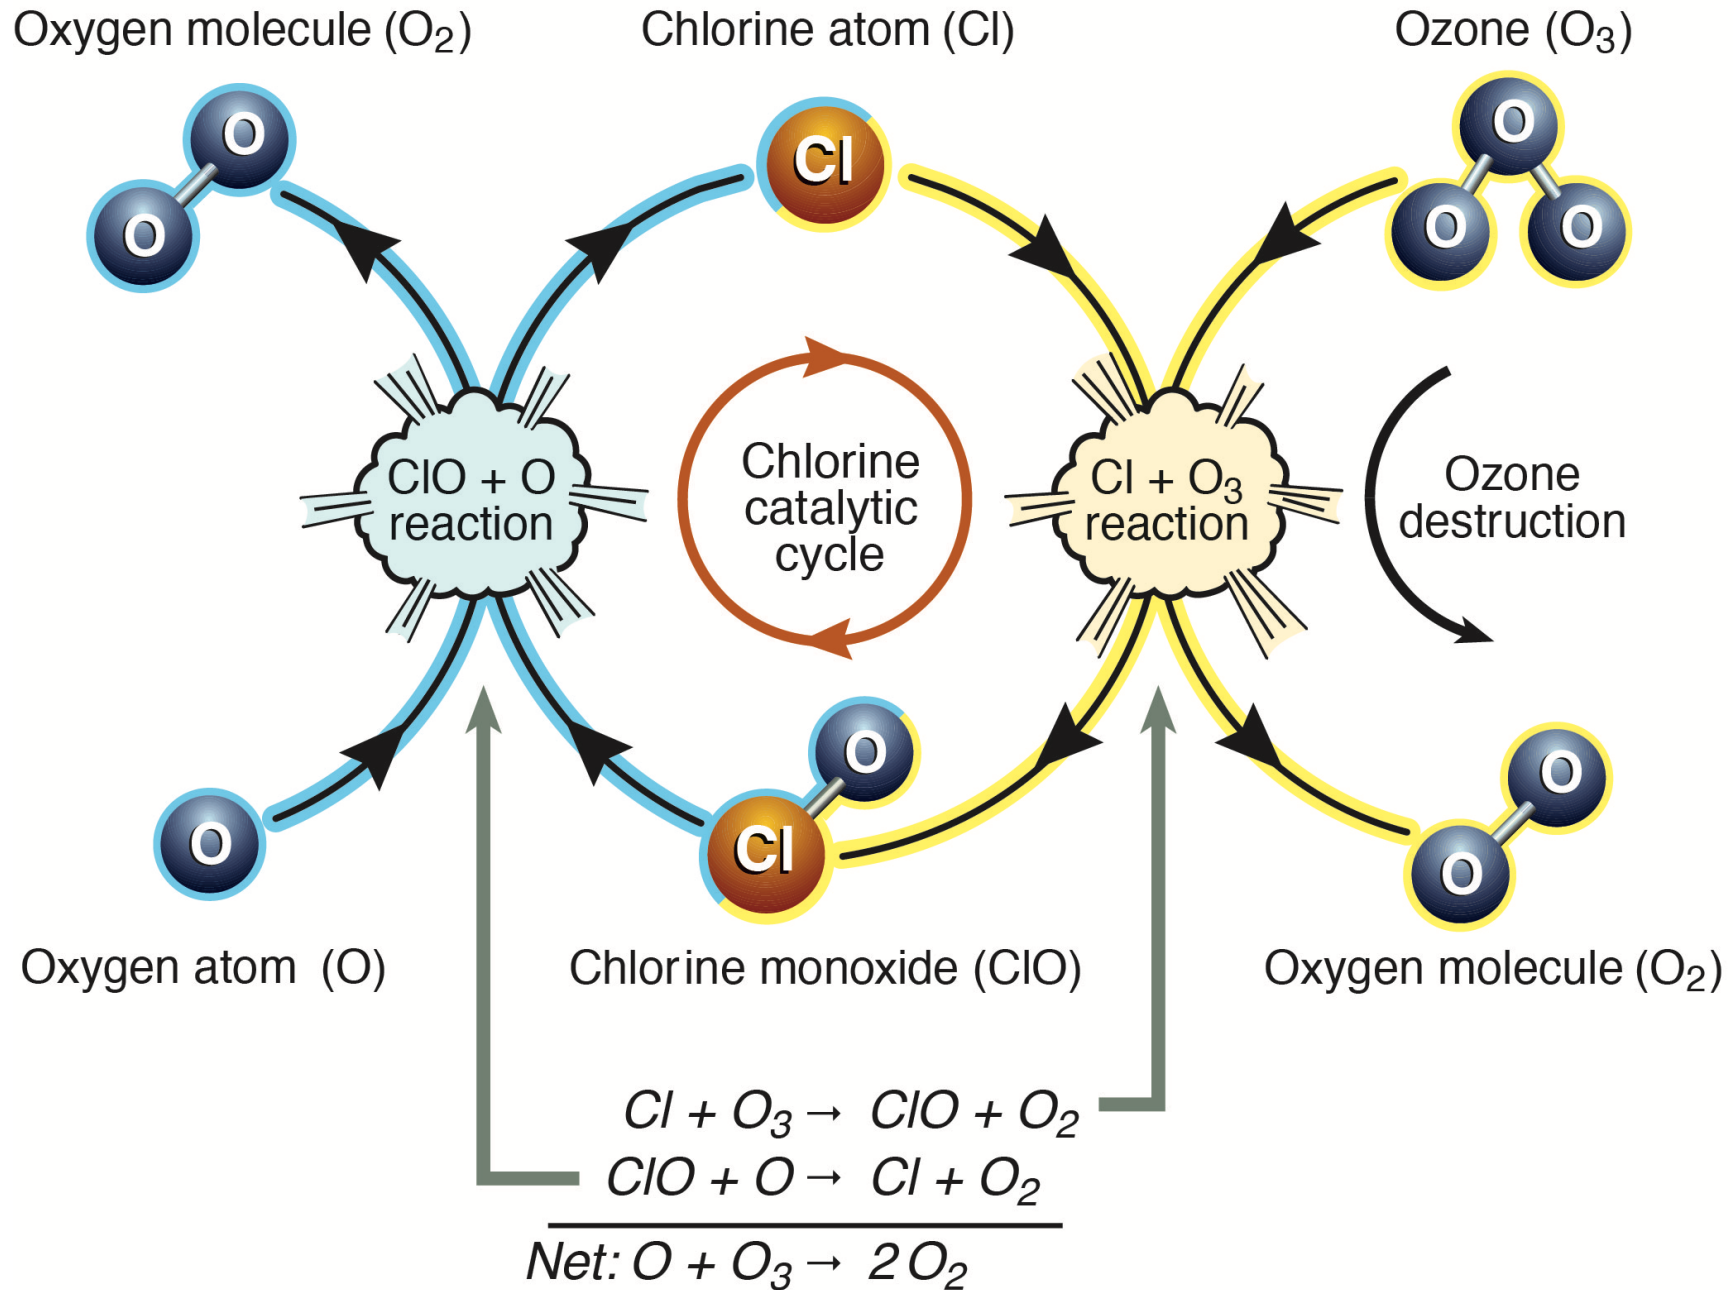 Oxygen molecule (O₂)
Chlorine atom (Cl)
Ozone (O₃)
O
O
Cl
O
O
O
ClO + O
reaction
Chlorine
catalytic
cycle
Cl + O₃
reaction
Ozone
destruction
O
Cl
O
O
O
Oxygen atom (O)
Chlorine monoxide (ClO)
Oxygen molecule (O₂)
Cl + O₃ → ClO + O₂
ClO + O → Cl + O₂
Net: O + O₃ → 2 O₂